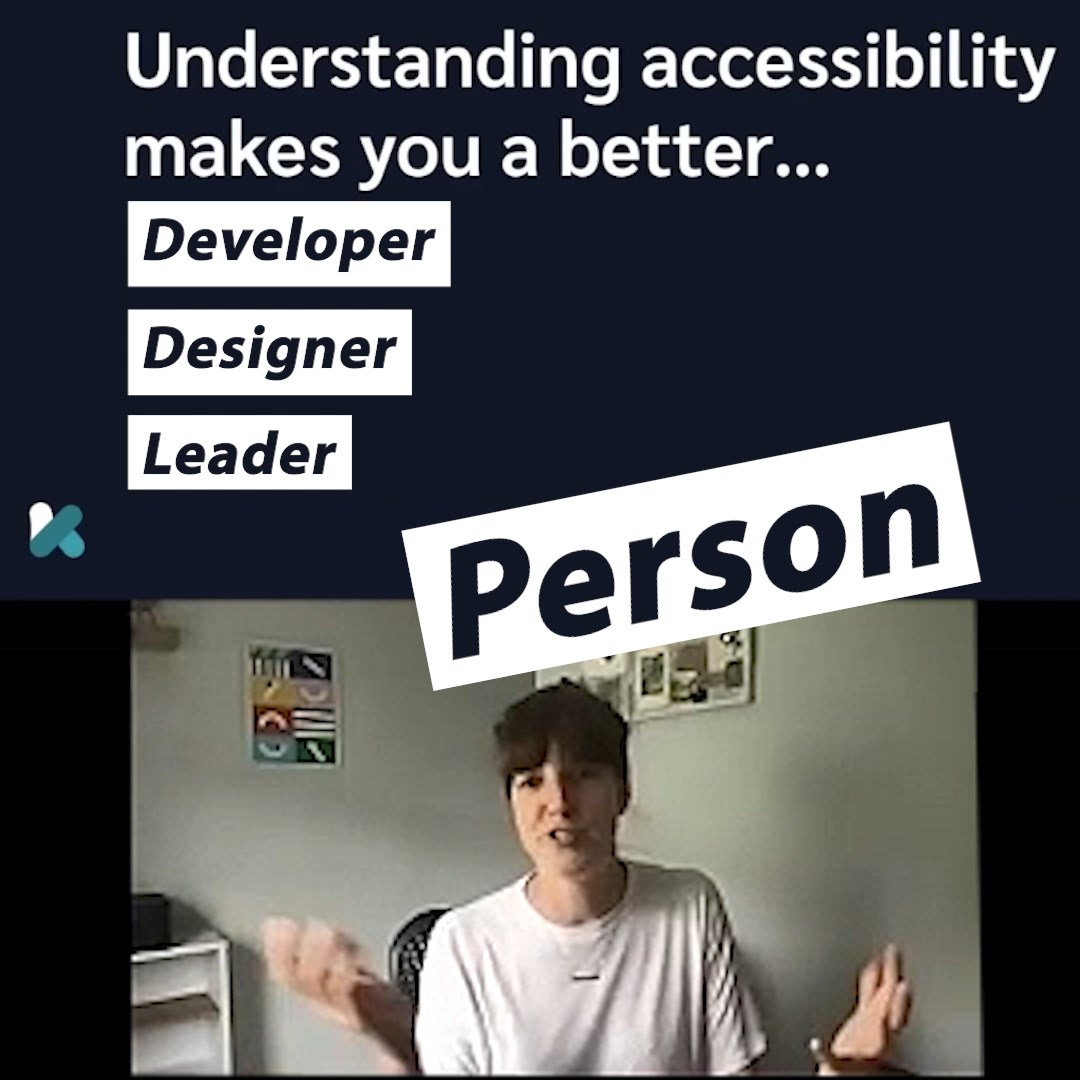 Understanding accessibility
makes you a better...
Developer
Designer
Leader
Person